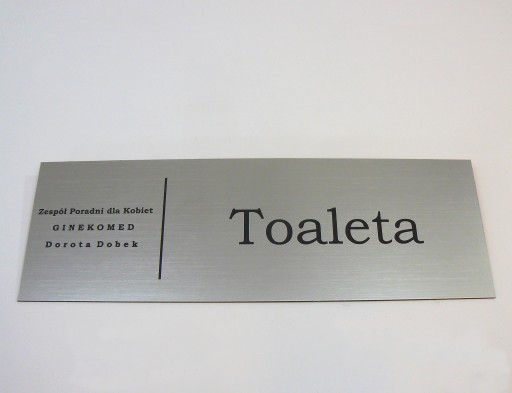 Zespół Poradni dla Kobiet
GINEKOMED
Dorota Dobek
Toaleta